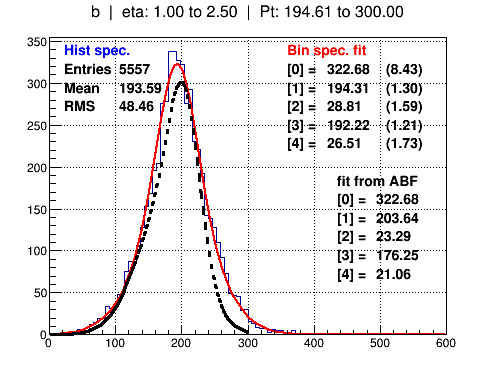 b | eta: 1.00 to 2.50 | Pt: 194.61 to 300.00
Hist spec.
Entries 5557
Mean 193.59
RMS 48.46
Bin spec. fit
[0] = 322.68 (8.43)
[1] = 194.31 (1.30)
[2] = 28.81 (1.59)
[3] = 192.22 (1.21)
[4] = 26.51 (1.73)
fit from ABF
[0] = 322.68
[1] = 203.64
[2] = 23.29
[3] = 176.25
[4] = 21.06
350
300
250
200
150
100
50
0
0 100 200 300 400 500 600